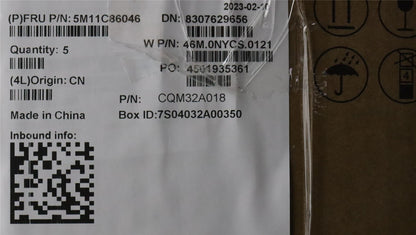 2023-02-16
(P)FRU P/N: 5M11C86046 DN: 8307629656
Quantity: 5 W P/N: 46M.0NYCS.0121
PO: 4501935361
(4L)Origin: CN
P/N: CQM32A018
Made in China Box ID:7S04032A00350
Inbound info: